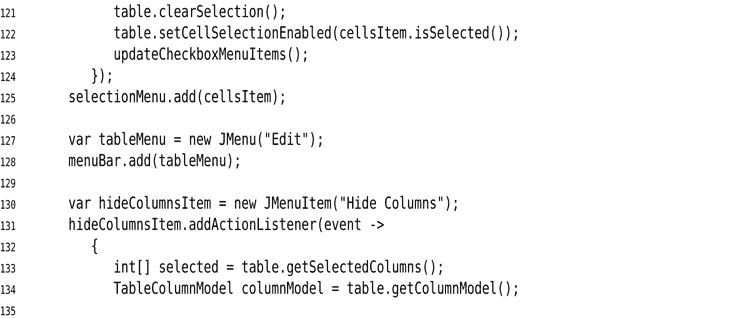 121             table.clearSelection();
122             table.setCellSelectionEnabled(cellsItem.isSelected());
123             updateCheckboxMenuItems();
124          });
125       selectionMenu.add(cellsItem);
126
127       var tableMenu = new JMenu("Edit");
128       menuBar.add(tableMenu);
129
130       var hideColumnsItem = new JMenuItem("Hide Columns");
131       hideColumnsItem.addActionListener(event ->
132          {
133             int[] selected = table.getSelectedColumns();
134             TableColumnModel columnModel = table.getColumnModel();
135